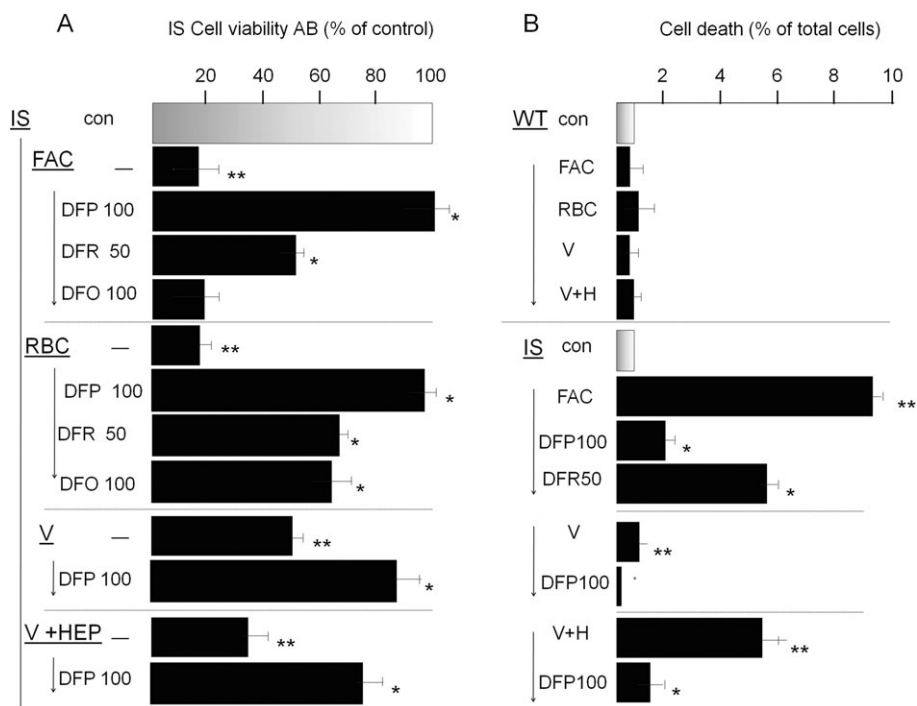 A IS Cell viability AB (% of control)
20 40 60 80 100
IS con
FAC —
DFP 100 *
DFR 50 *
DFO 100
**
RBC — **
DFP 100 *
DFR 50 *
DFO 100 *
V — **
DFP 100 *
V +HEP — **
DFP 100 *
B Cell death (% of total cells)
2 4 6 8 10
WT con
FAC
RBC
V
V+H
IS con
FAC **
DFP100 *
DFR50 *
V **
DFP100 *
V+H **
DFP100 *